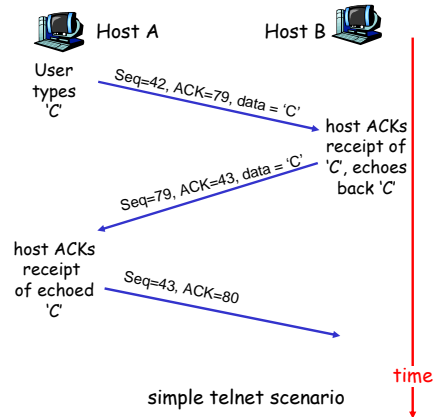 Host A
Host B
User
types
‘C’
Seq=42, ACK=79, data = ‘C’
host ACKs
receipt of
‘C’, echoes
back ‘C’
Seq=79, ACK=43, data = ‘C’
host ACKs
receipt
of echoed
‘C’
Seq=43, ACK=80
time
simple telnet scenario